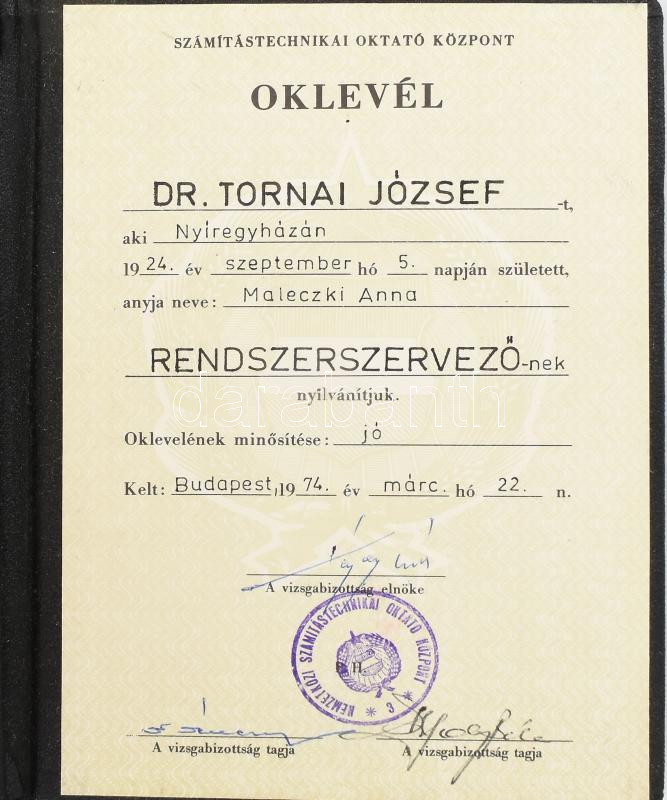 SZÁMÍTÁSTECHNIKAI OKTATÓ KÖZPONT
OKLEVÉL
DR. TORNAI JÓZSEF -t,
aki Nyíregyházán
1924. év szeptember hó 5. napján született,
anyja neve: Maleczki Anna
RENDSZERSZERVEZŐ-nek
nyilvánítjuk.
darabanth
Oklevelének minősítése: jó
Kelt: Budapest, 1974. év márc. hó 22. n.
A vizsgabizottság elnöke
NEMZETKÖZI SZÁMÍTÁSTECHNIKAI OKTATÓ KÖZPONT * 3 *
P. H.
A vizsgabizottság tagja
A vizsgabizottság tagja